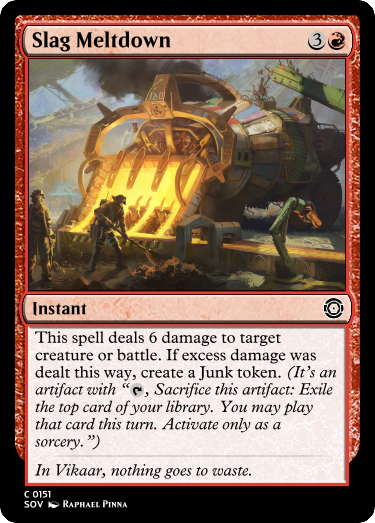 Slag Meltdown 3
Instant
This spell deals 6 damage to target
creature or battle. If excess damage was
dealt this way, create a Junk token. (It's an
artifact with “, Sacrifice this artifact: Exile
the top card of your library. You may play
that card this turn. Activate only as a
sorcery.”)
In Vikaar, nothing goes to waste.
C 0151
SOV Raphael Pinna